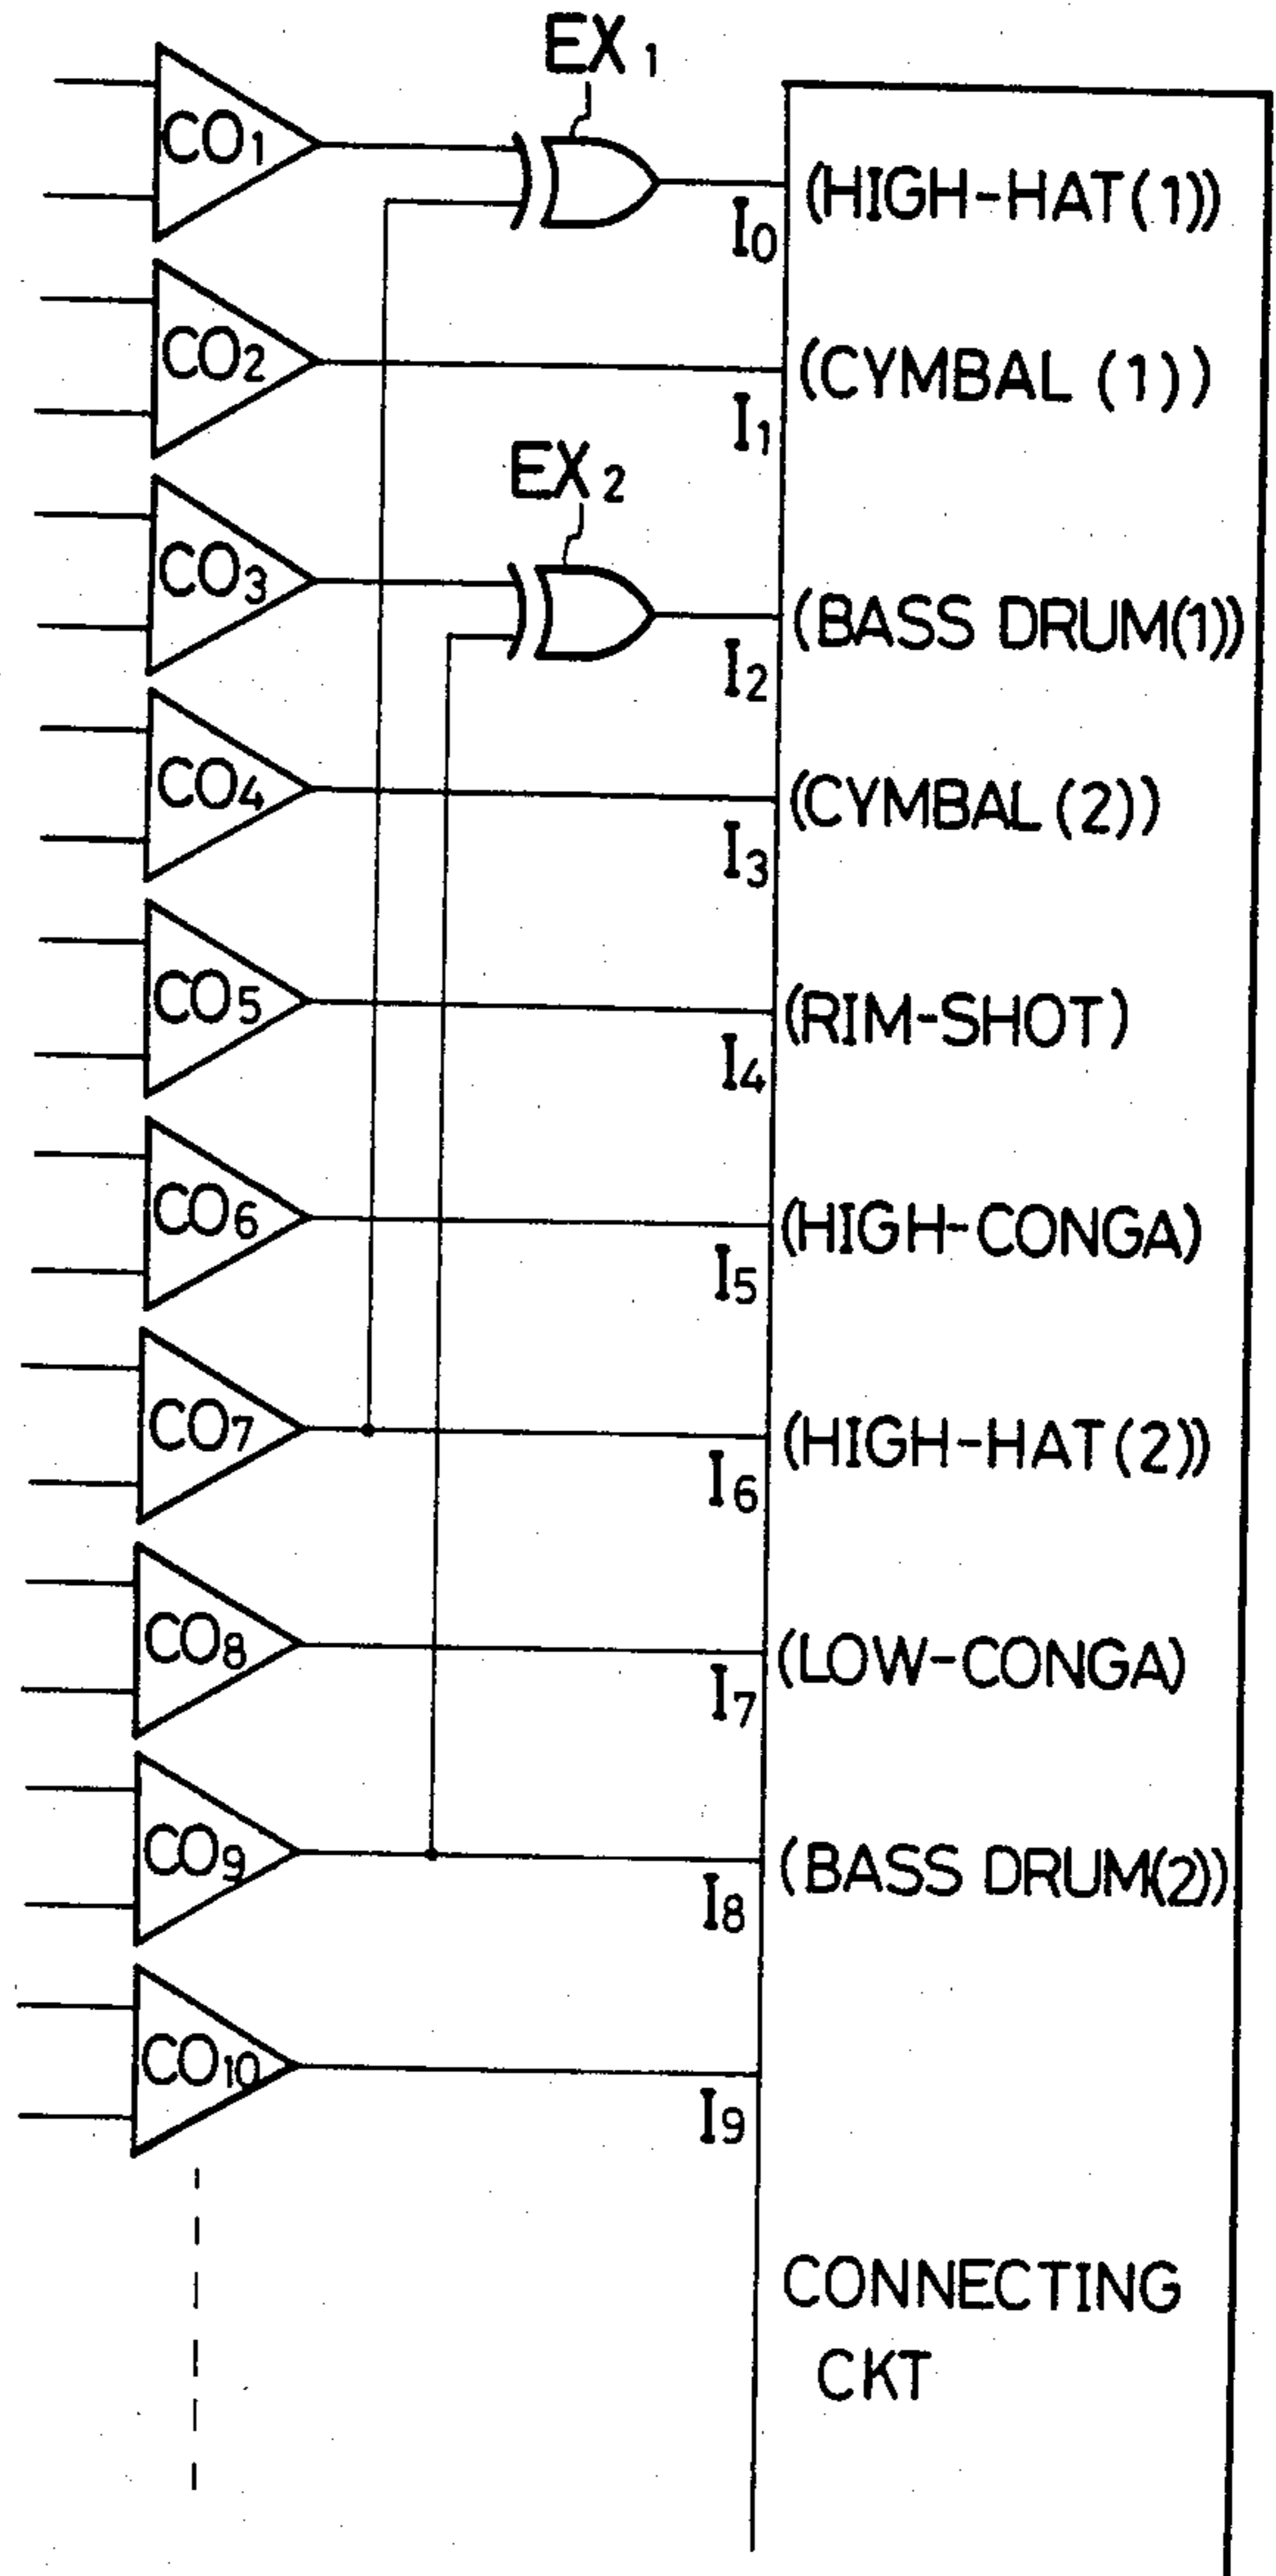 EX1
CO1
(HIGH-HAT(1))
I0
CO2
(CYMBAL (1))
I1
EX2
CO3
(BASS DRUM(1))
I2
CO4
(CYMBAL (2))
I3
CO5
(RIM-SHOT)
I4
CO6
(HIGH-CONGA)
I5
CO7
(HIGH-HAT(2))
I6
CO8
(LOW-CONGA)
I7
CO9
(BASS DRUM(2))
I8
CO10
I9
CONNECTING
CKT